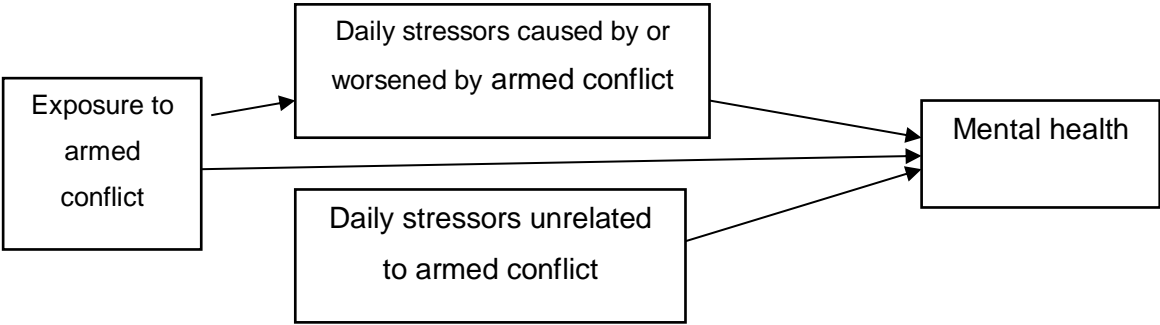 Daily stressors caused by or
worsened by armed conflict
Exposure to
armed
conflict
Mental health
Daily stressors unrelated
to armed conflict